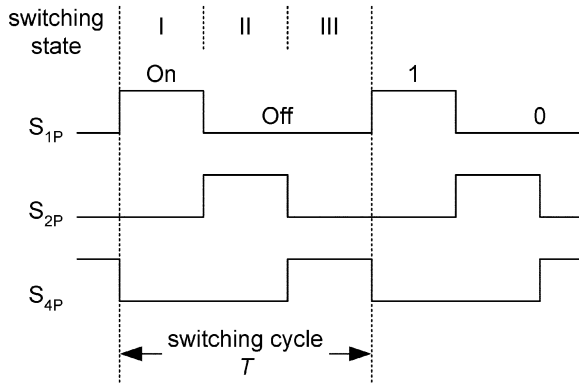 switching
state
I
II
III
On
1
S1P
Off
0
S2P
S4P
switching cycle
T